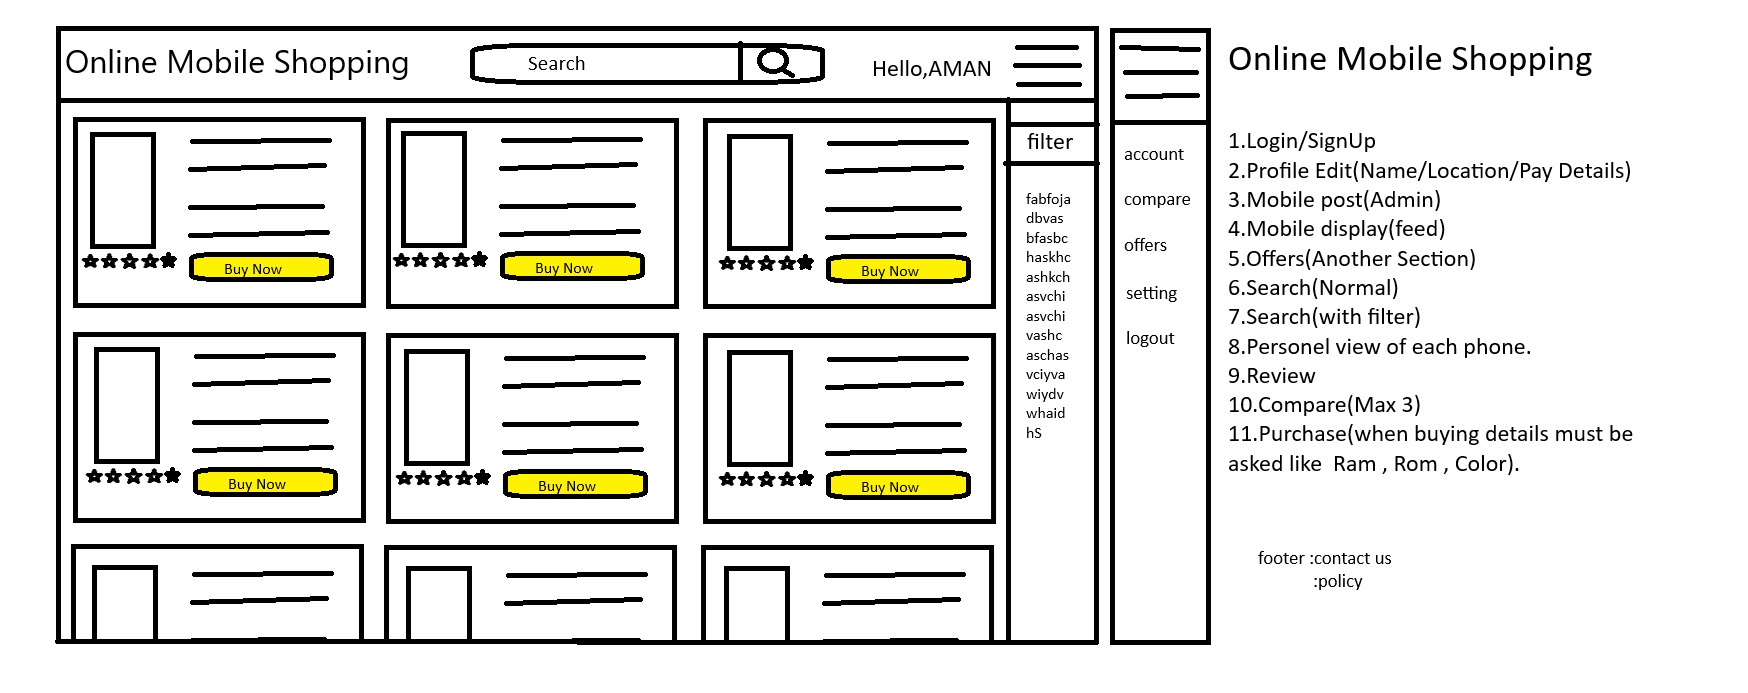 Online Mobile Shopping
Search
Hello,AMAN
Buy Now
Buy Now
Buy Now
Buy Now
Buy Now
Buy Now
filter
fabfoja
dbvas
bfasbc
haskhc
ashkch
asvchi
asvchi
vashc
aschas
vciyva
wiydv
whaid
hS
account
compare
offers
setting
logout
Online Mobile Shopping
1.Login/SignUp
2.Profile Edit(Name/Location/Pay Details)
3.Mobile post(Admin)
4.Mobile display(feed)
5.Offers(Another Section)
6.Search(Normal)
7.Search(with filter)
8.Personel view of each phone.
9.Review
10.Compare(Max 3)
11.Purchase(when buying details must be
asked like  Ram , Rom , Color).
footer :contact us
:policy